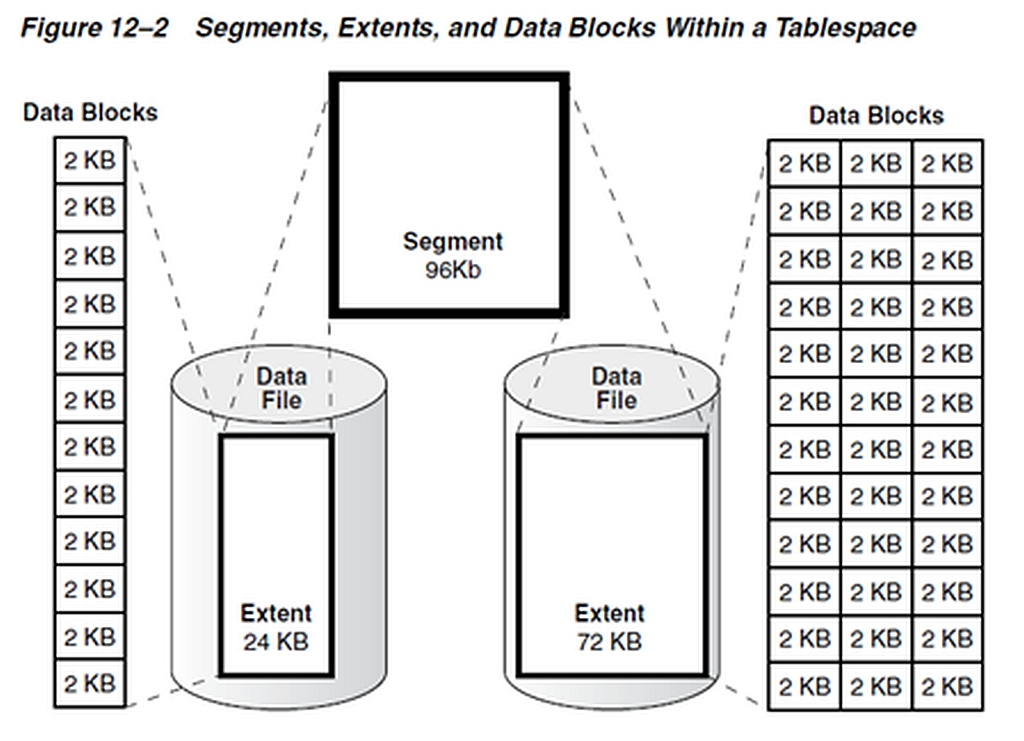 Figure 12–2 Segments, Extents, and Data Blocks Within a Tablespace
Data Blocks
2 KB
2 KB
2 KB
2 KB
2 KB
2 KB
2 KB
2 KB
2 KB
2 KB
2 KB
2 KB
Segment
96Kb
Data
File
Extent
24 KB
Data
File
Extent
72 KB
Data Blocks
2 KB 2 KB 2 KB
2 KB 2 KB 2 KB
2 KB 2 KB 2 KB
2 KB 2 KB 2 KB
2 KB 2 KB 2 KB
2 KB 2 KB 2 KB
2 KB 2 KB 2 KB
2 KB 2 KB 2 KB
2 KB 2 KB 2 KB
2 KB 2 KB 2 KB
2 KB 2 KB 2 KB
2 KB 2 KB 2 KB